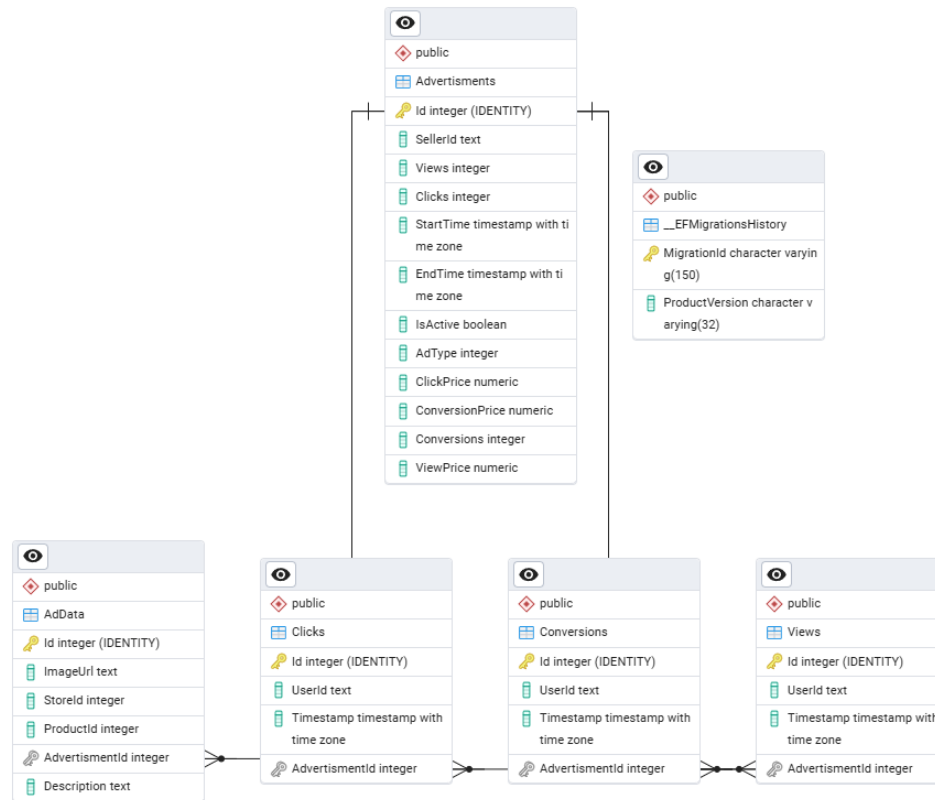 public
Advertisments
Id integer (IDENTITY)
SellerId text
Views integer
Clicks integer
StartTime timestamp with ti
me zone
EndTime timestamp with ti
me zone
IsActive boolean
AdType integer
ClickPrice numeric
ConversionPrice numeric
Conversions integer
ViewPrice numeric
public
__EFMigrationsHistory
MigrationId character varyin
g(150)
ProductVersion character v
arying(32)
public
AdData
Id integer (IDENTITY)
ImageUrl text
StoreId integer
ProductId integer
AdvertismentId integer
Description text
public
Clicks
Id integer (IDENTITY)
UserId text
Timestamp timestamp with
time zone
AdvertismentId integer
public
Conversions
Id integer (IDENTITY)
UserId text
Timestamp timestamp with
time zone
AdvertismentId integer
public
Views
Id integer (IDENTITY)
UserId text
Timestamp timestamp with
time zone
AdvertismentId integer